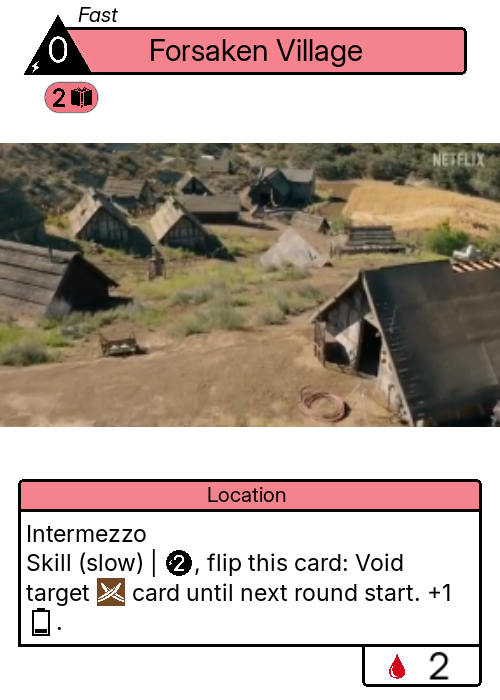 Fast
0
Forsaken Village
2
NETFLIX
Location
Intermezzo
Skill (slow) | 2, flip this card: Void
target card until next round start. +1
.
2